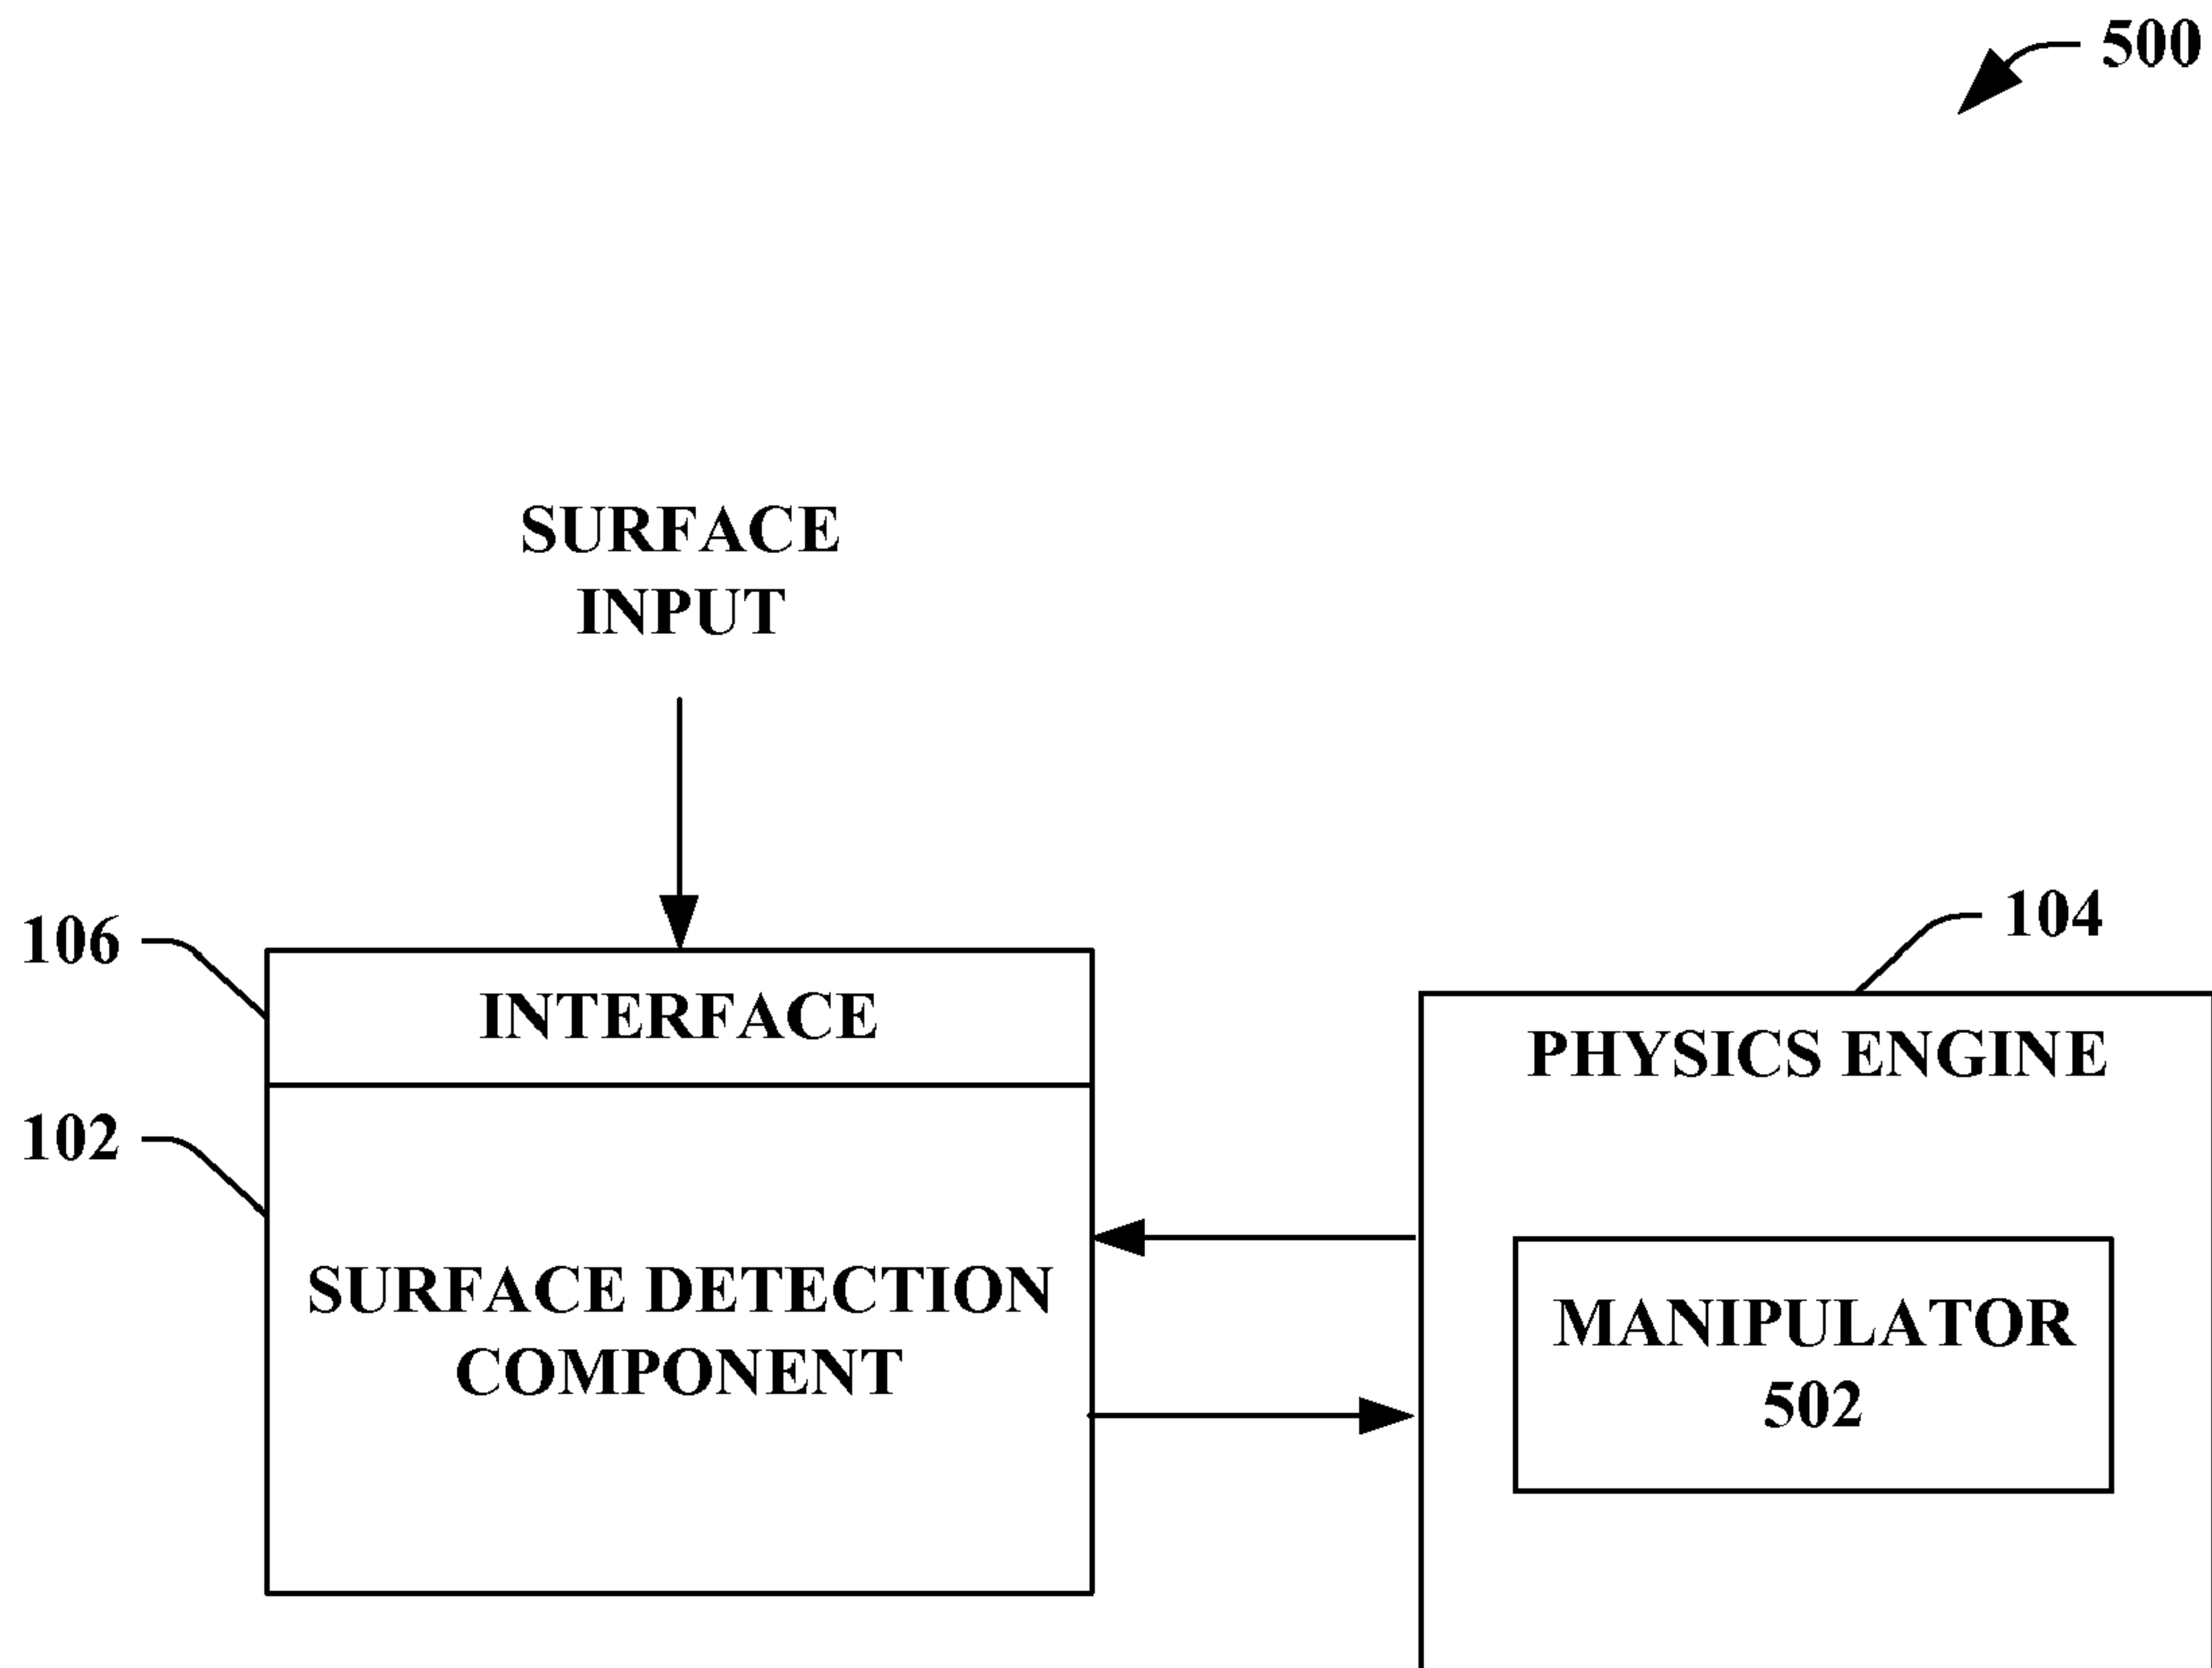 500
SURFACE
INPUT
106
INTERFACE
104
PHYSICS ENGINE
102
SURFACE DETECTION
COMPONENT
MANIPULATOR
502